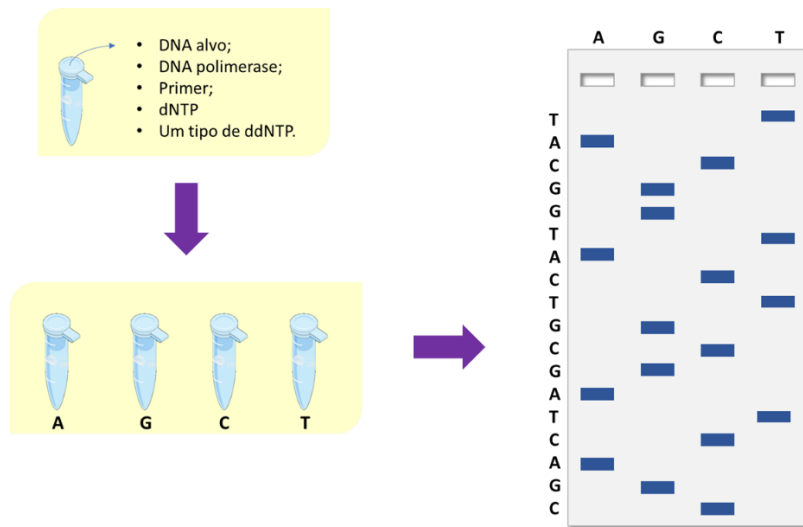 • DNA alvo;
• DNA polimerase;
• Primer;
• dNTP
• Um tipo de ddNTP.
A G C T
A G C T
T
A
C
G
G
T
A
C
T
G
C
G
A
T
C
A
G
C